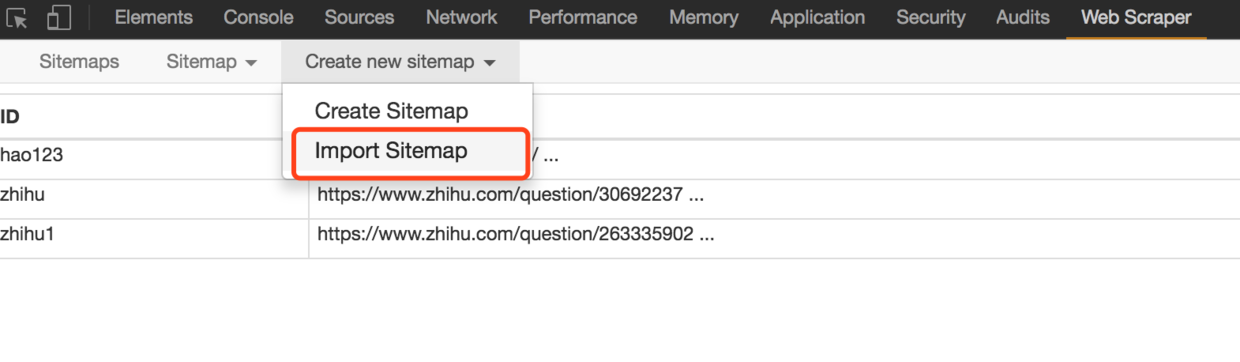 Elements Console Sources Network Performance Memory Application Security Audits Web Scraper
Sitemaps Sitemap Create new sitemap
Create Sitemap
ID
Import Sitemap
hao123 / ...
zhihu https://www.zhihu.com/question/30692237 ...
zhihu1 https://www.zhihu.com/question/263335902 ...